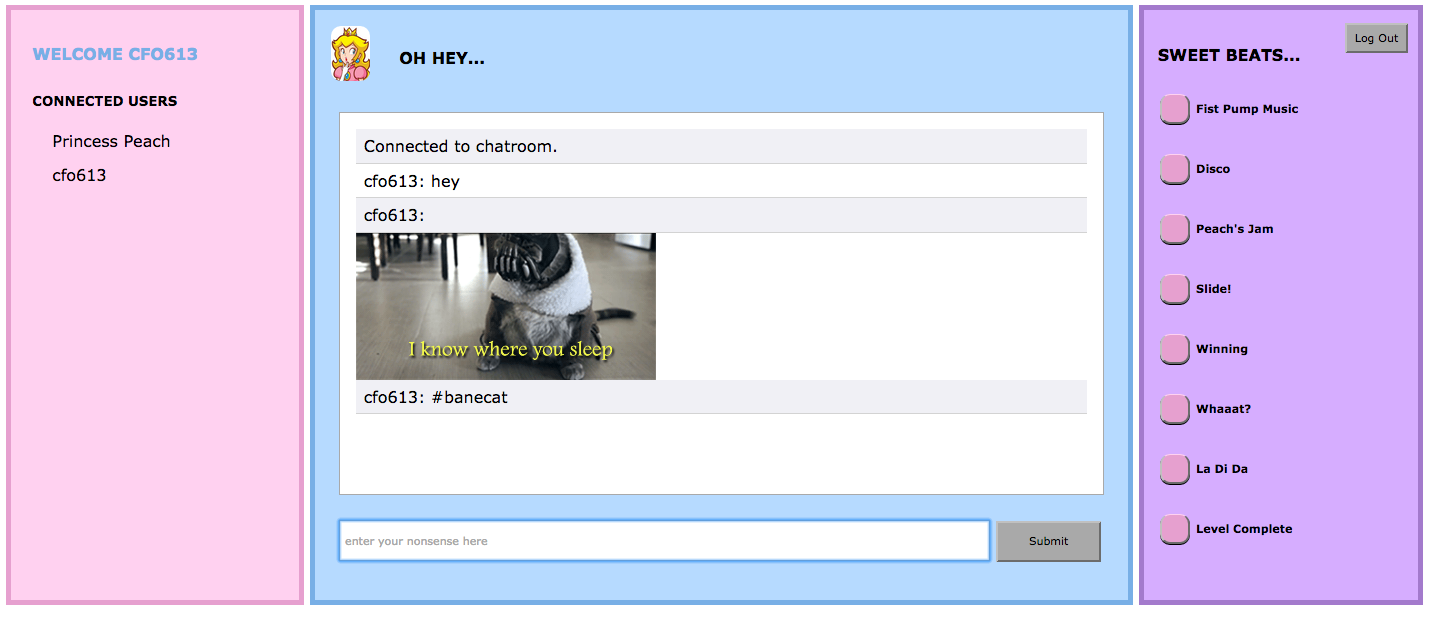 WELCOME CFO613
CONNECTED USERS
Princess Peach
cfo613
OH HEY...
Connected to chatroom.
cfo613: hey
cfo613:
I know where you sleep
cfo613: #banecat
enter your nonsense here
Submit
Log Out
SWEET BEATS...
Fist Pump Music
Disco
Peach's Jam
Slide!
Winning
Whaaat?
La Di Da
Level Complete